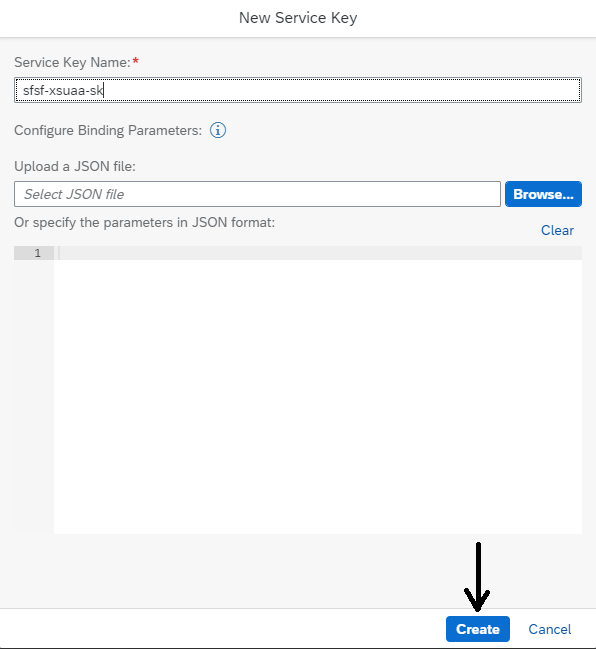 New Service Key
Service Key Name:*
sfsf-xsuaa-sk
Configure Binding Parameters: i
Upload a JSON file:
Select JSON file Browse...
Or specify the parameters in JSON format:
Clear
1
Create Cancel